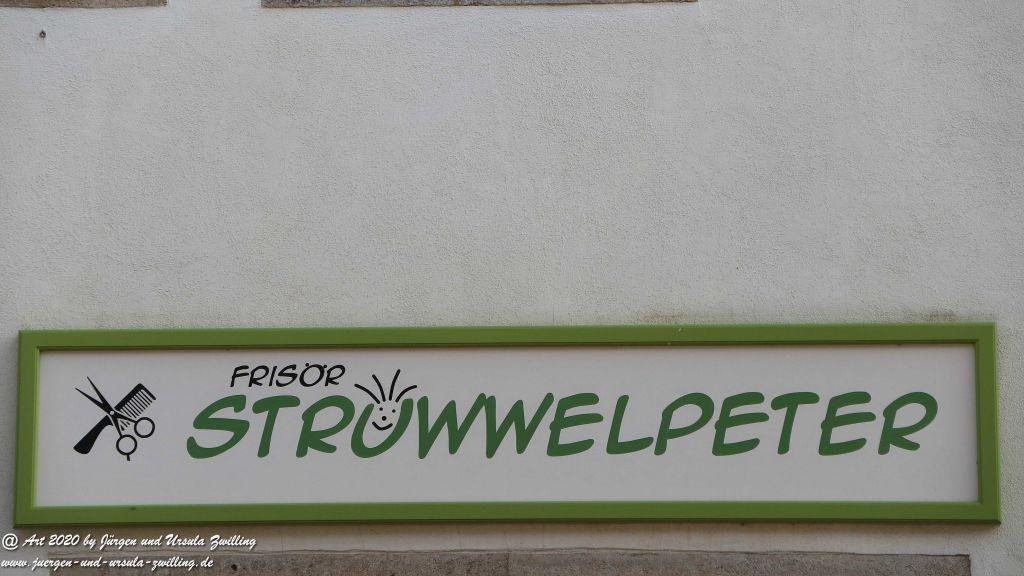 FRISÖR
STRUWWELPETER
@ Art 2020 by Jürgen und Ursula Zwilling
www.juergen-und-ursula-zwilling.de